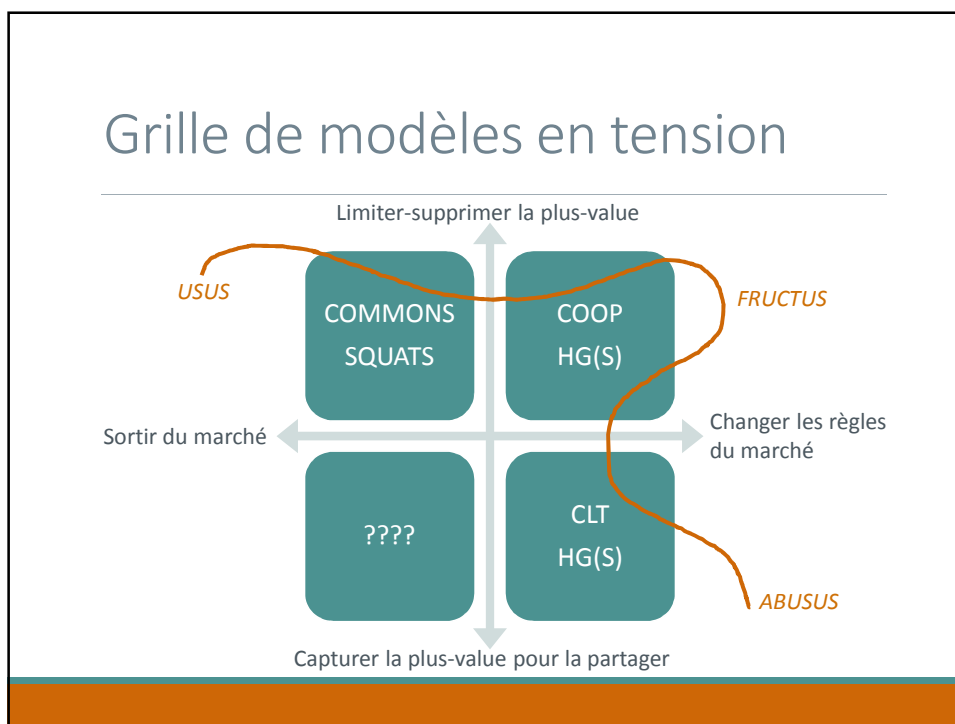 Grille de modèles en tension
Limiter-supprimer la plus-value
USUS
FRUCTUS
COMMONS
SQUATS
COOP
HG(S)
Sortir du marché
Changer les règles
du marché
????
CLT
HG(S)
ABUSUS
Capturer la plus-value pour la partager